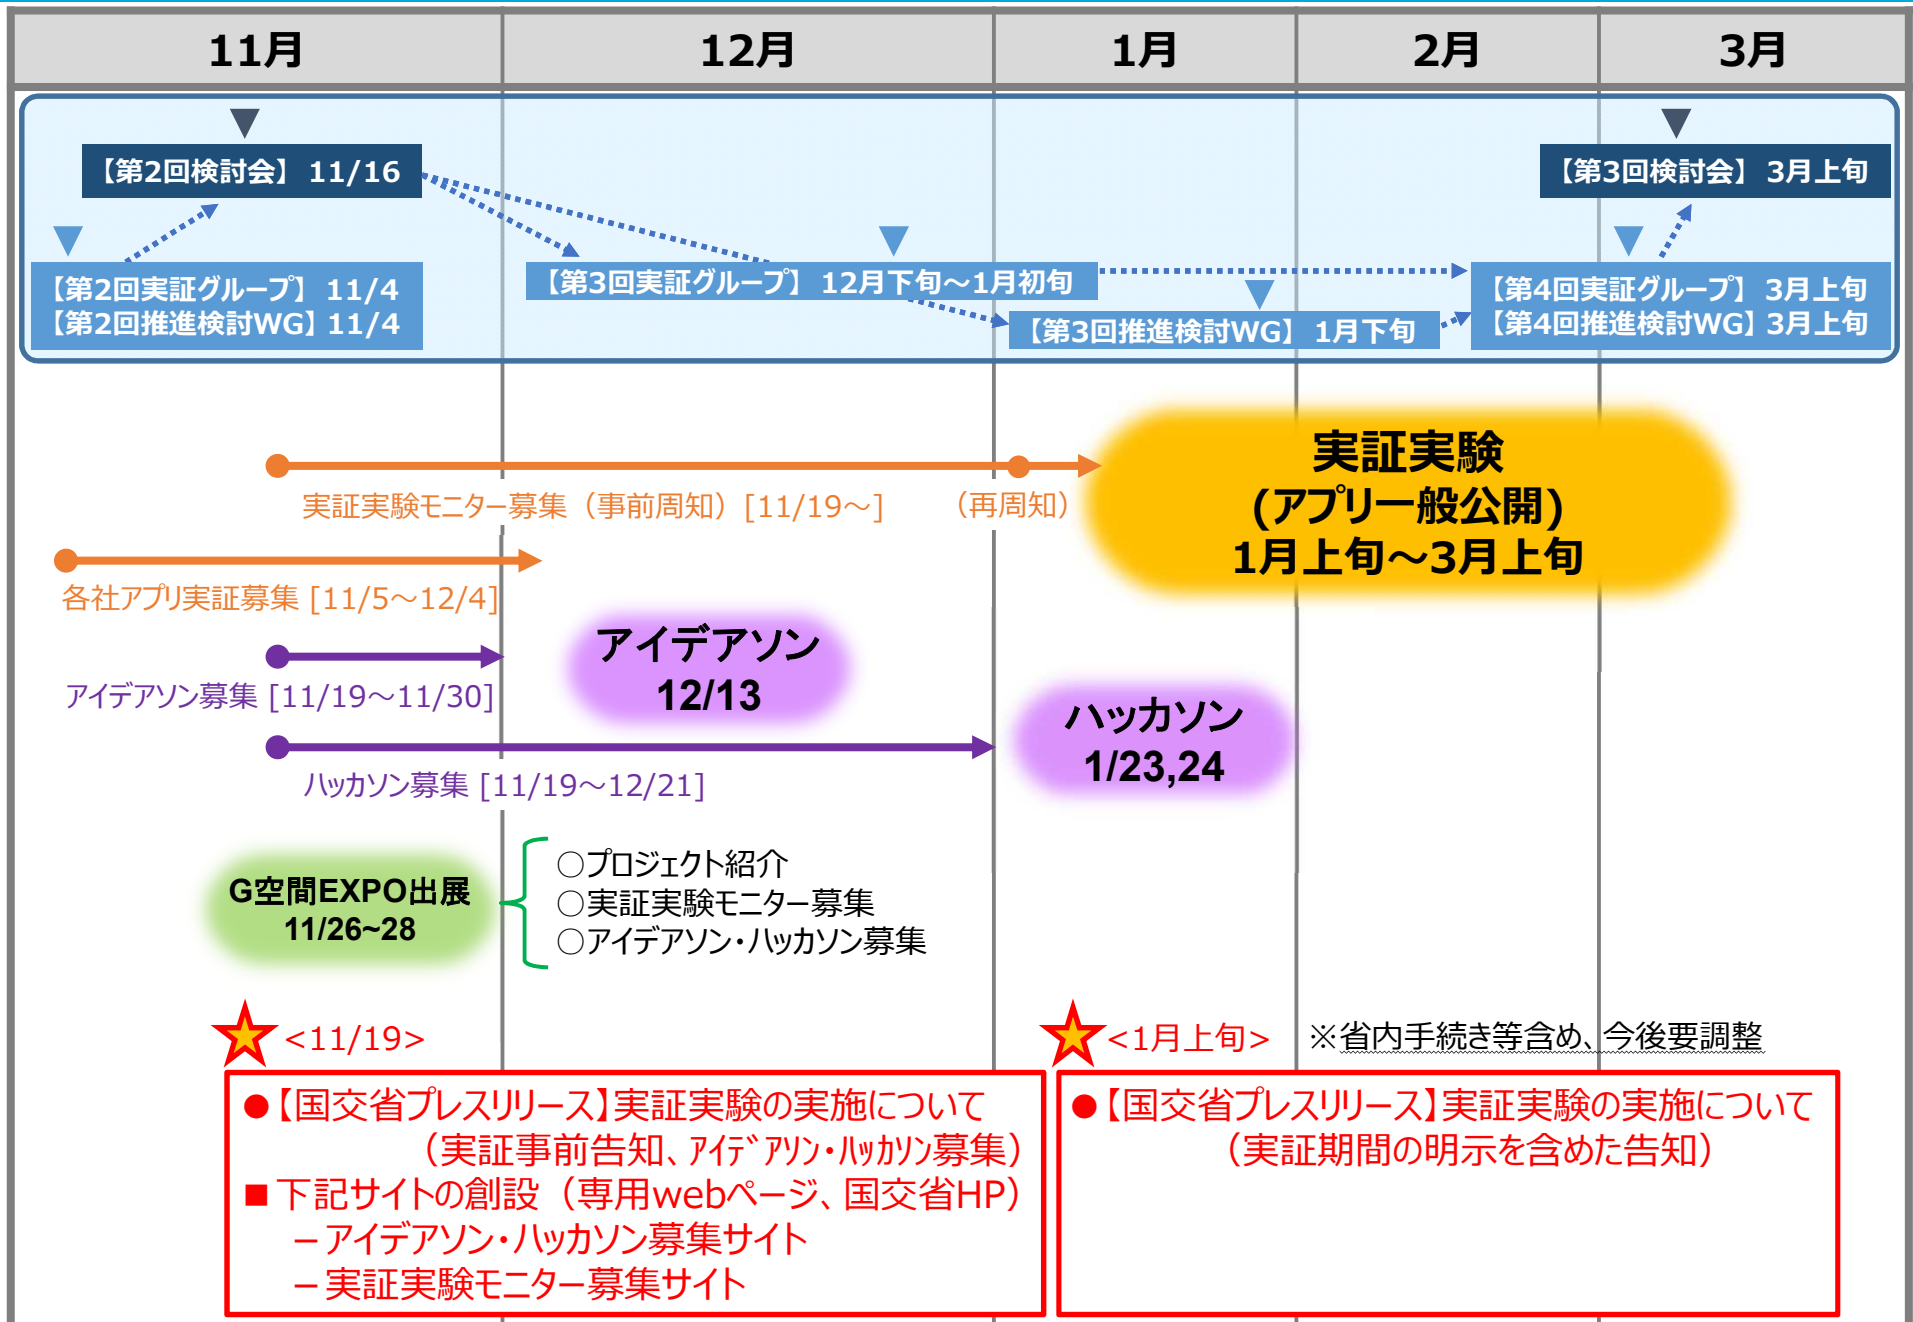 11月
12月
1月
2月
3月
【第2回検討会】 11/16
【第3回検討会】 3月上旬
【第2回実証グループ】 11/4
【第2回推進検討WG】 11/4
【第3回実証グループ】 12月下旬～1月初旬
【第3回推進検討WG】 1月下旬
【第4回実証グループ】 3月上旬
【第4回推進検討WG】 3月上旬
実証実験
(アプリ一般公開)
1月上旬～3月上旬
実証実験モニター募集（事前周知）[11/19～]
（再周知）
各社アプリ実証募集 [11/5～12/4]
アイデアソン
12/13
アイデアソン募集 [11/19～11/30]
ハッカソン
1/23,24
ハッカソン募集 [11/19～12/21]
G空間EXPO出展
11/26~28
○プロジェクト紹介
○実証実験モニター募集
○アイデアソン・ハッカソン募集
<11/19>
<1月上旬>
※省内手続き等含め、今後要調整
●【国交省プレスリリース】実証実験の実施について
（実証事前告知、ｱｲﾃﾞｱソン・ハッカソン募集）
■下記サイトの創設（専用webページ、国交省HP）
－アイデアソン・ハッカソン募集サイト
－実証実験モニター募集サイト
●【国交省プレスリリース】実証実験の実施について
（実証期間の明示を含めた告知）